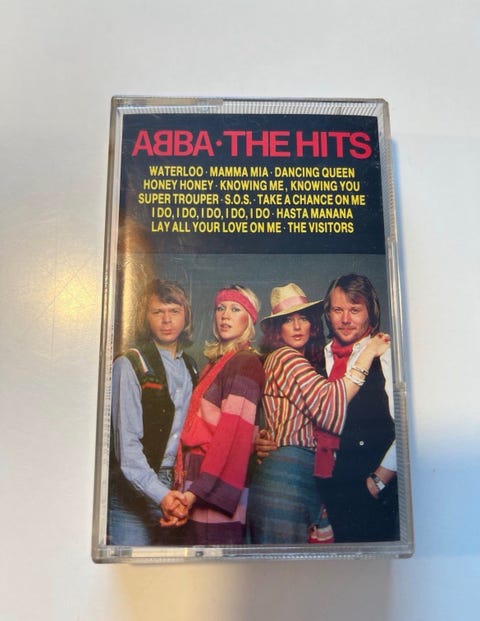 AᗺBA·THE HITS
WATERLOO · MAMMA MIA · DANCING QUEEN
HONEY HONEY · KNOWING ME, KNOWING YOU
SUPER TROUPER · S.O.S. · TAKE A CHANCE ON ME
I DO, I DO, I DO, I DO, I DO · HASTA MANANA
LAY ALL YOUR LOVE ON ME · THE VISITORS